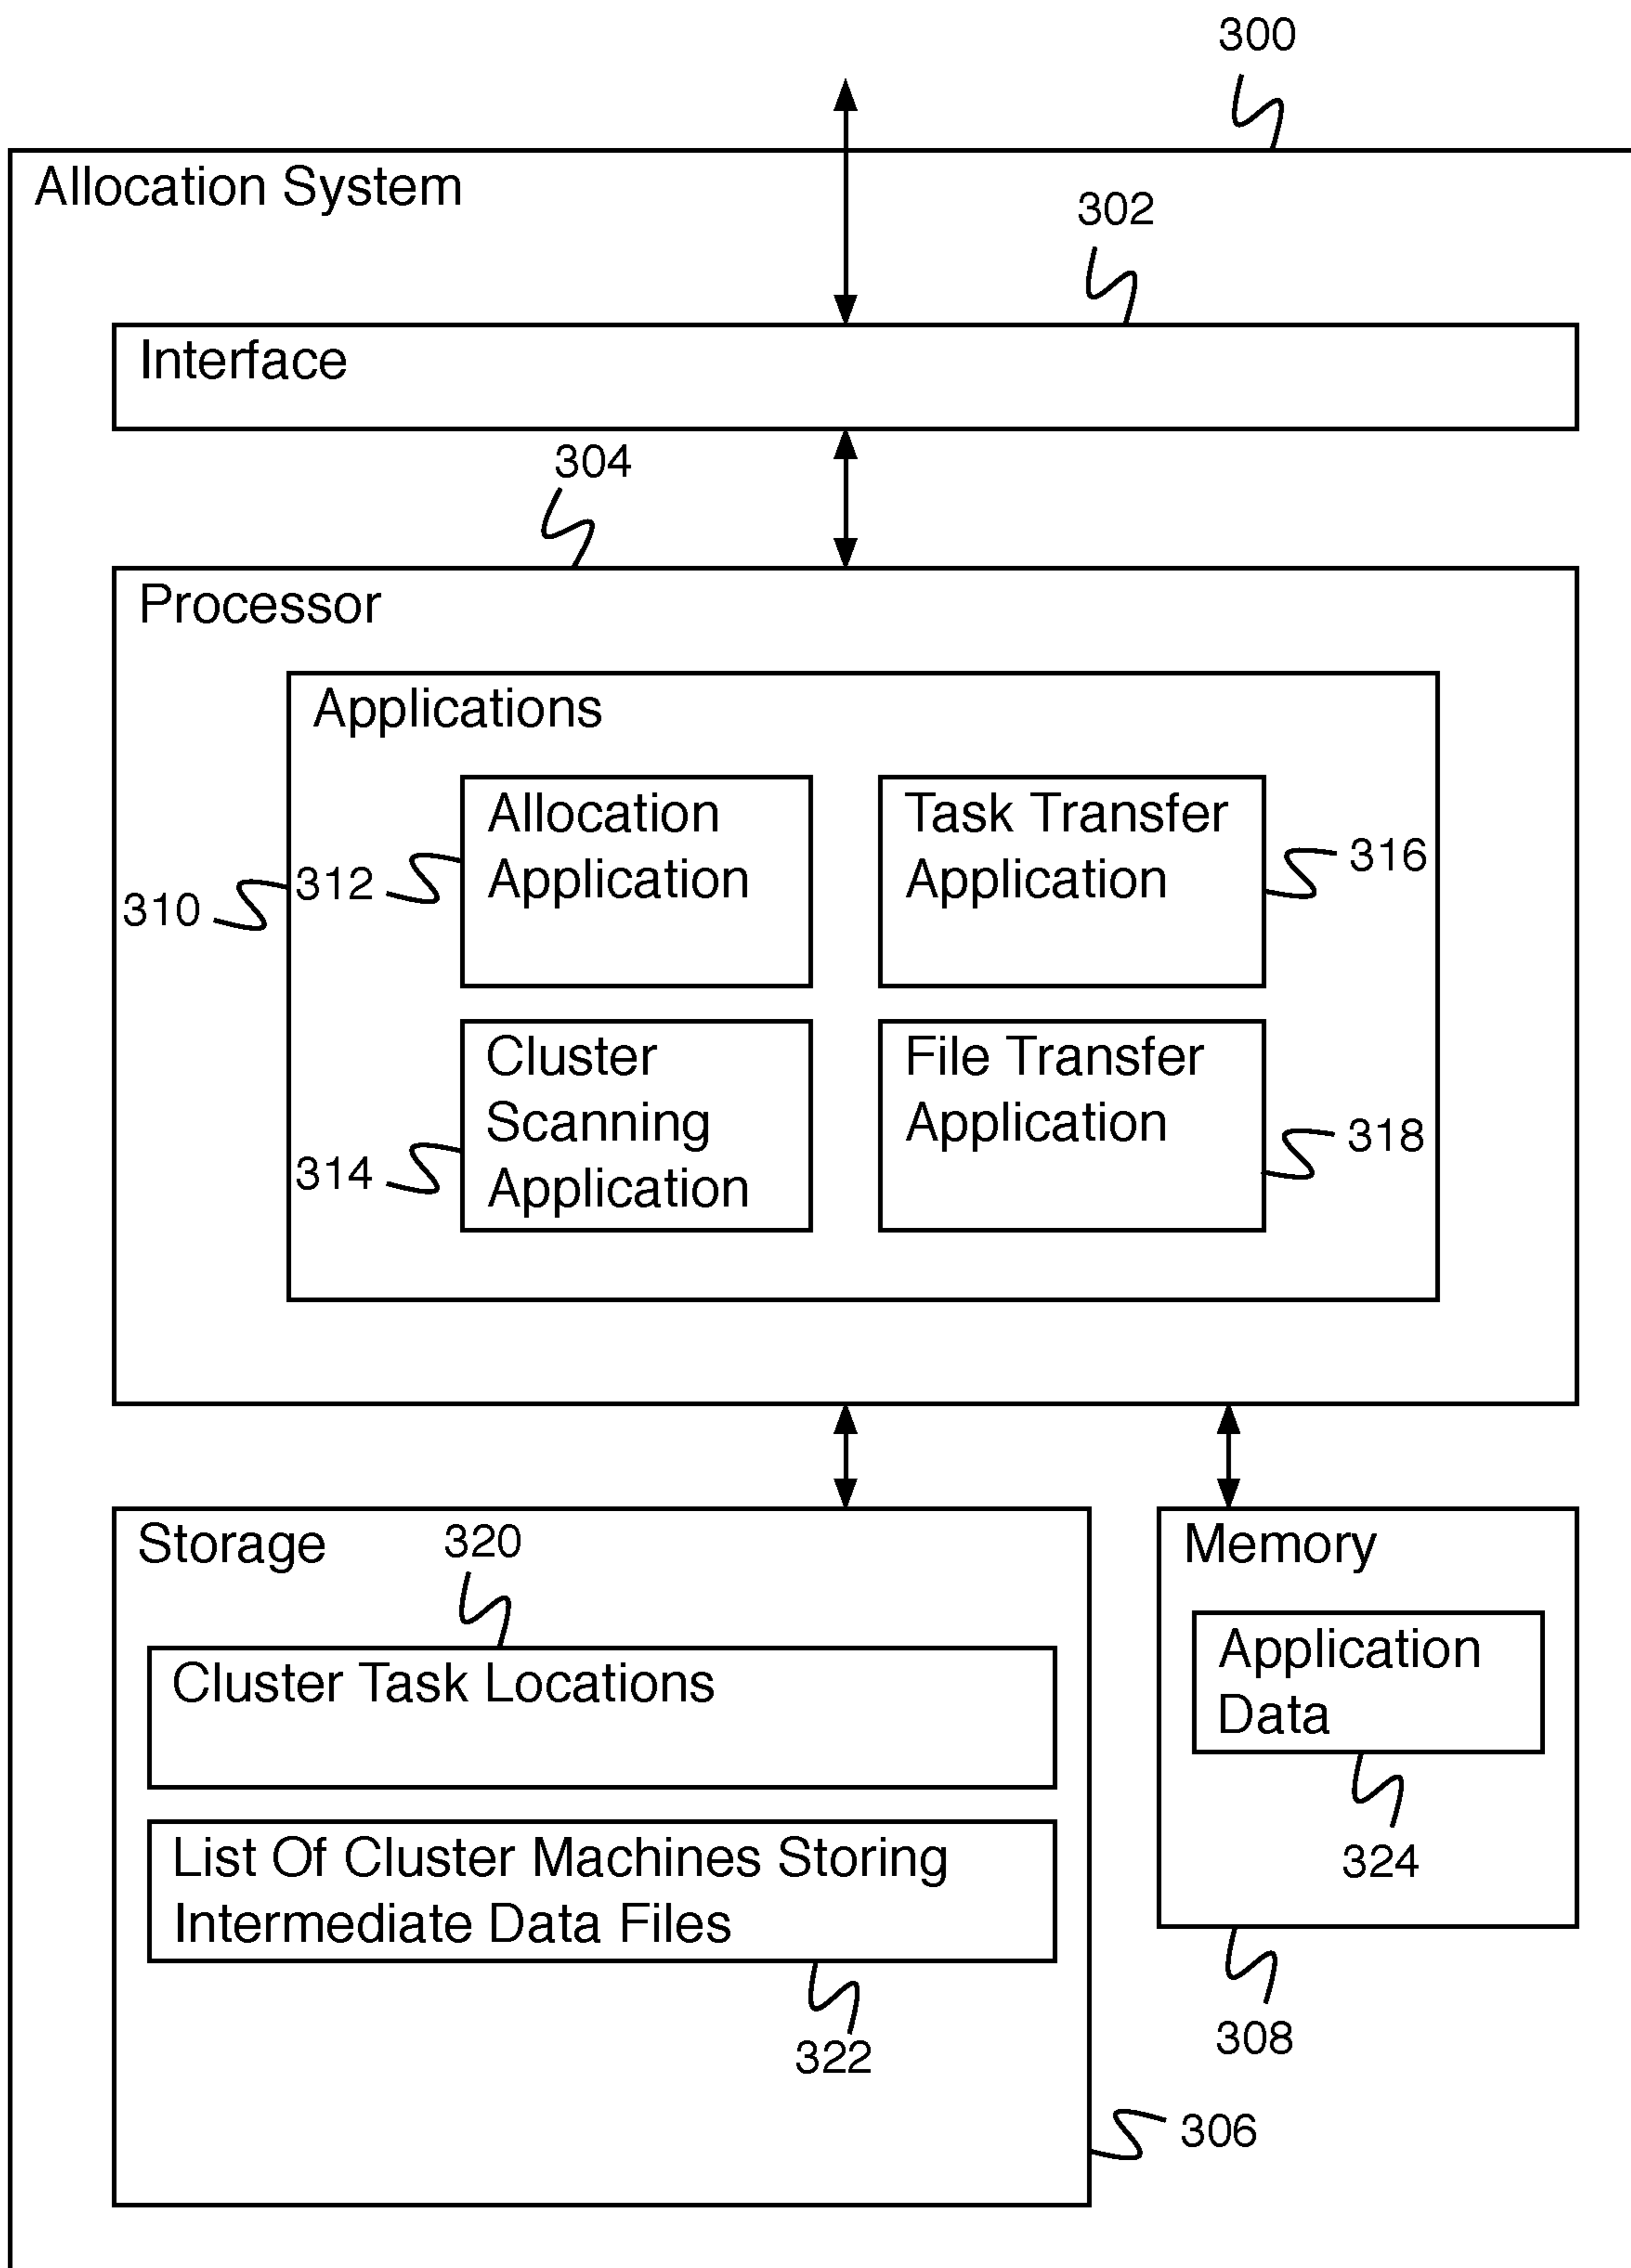 300
Allocation System
302
Interface
304
Processor
Applications
Allocation
Application
312
310
Task Transfer
Application
316
Cluster
Scanning
Application
314
File Transfer
Application
318
Storage
320
Cluster Task Locations
List Of Cluster Machines Storing
Intermediate Data Files
322
306
Memory
Application
Data
324
308